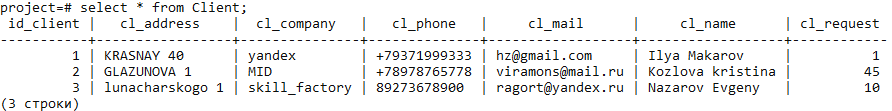 project=# select * from Client;
 id_client |   cl_address    |  cl_company   |   cl_phone   |     cl_mail      |     cl_name      | cl_request
-----------+-----------------+---------------+--------------+------------------+------------------+------------
         1 | KRASNAY 40      | yandex        | +79371999333 | hz@gmail.com     | Ilya Makarov     |          1
         2 | GLAZUNOVA 1     | MID           | +78978765778 | viramons@mail.ru | Kozlova kristina |         45
         3 | lunacharskogo 1 | skill_factory | 89273678900  | ragort@yandex.ru | Nazarov Evgeny   |         10
(3 строки)